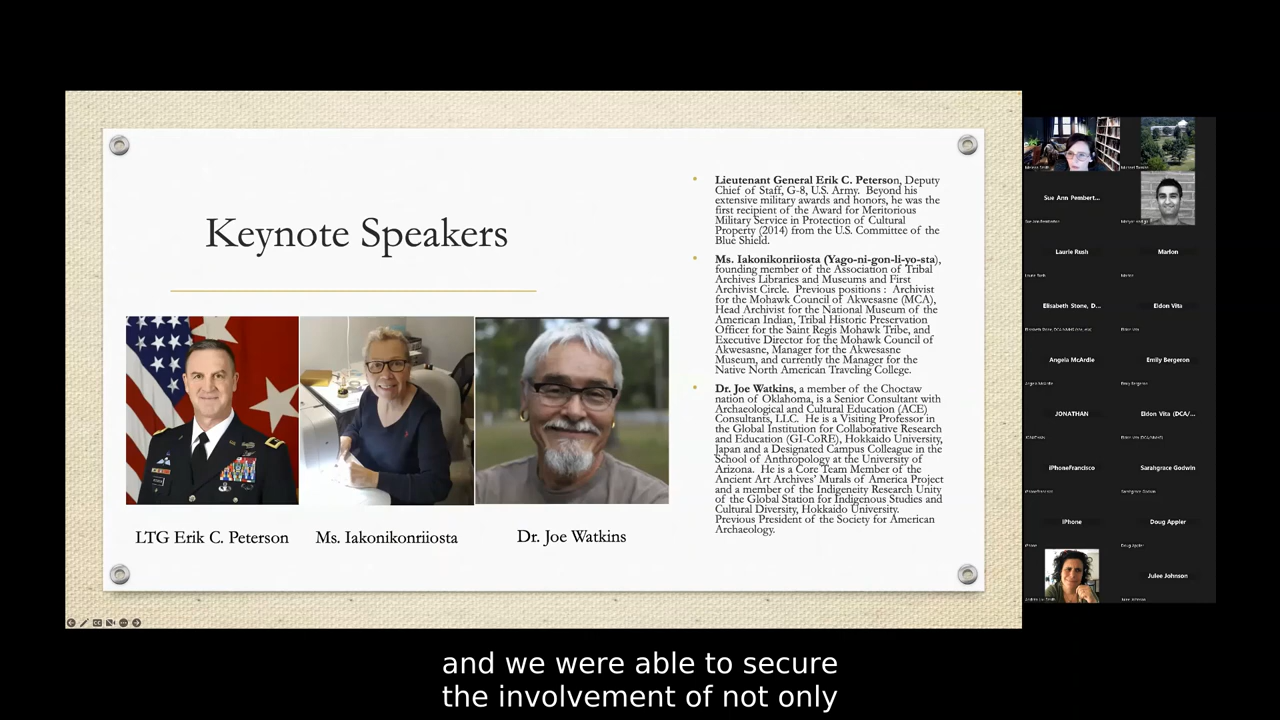 Keynote Speakers
LTG Erik C. Peterson
Ms. Iakonikonriiosta
Dr. Joe Watkins
Lieutenant General Erik C. Peterson, Deputy
Chief of Staff, G-8, U.S. Army. Beyond his
extensive military awards and honors, he was the
first recipient of the Award for Meritorious
Military Service in Protection of Cultural
Property (2014) from the U.S. Committee of the
Blue Shield.
Ms. Iakonikonriiosta (Yago-ni-gon-li-yo-sta),
founding member of the Association of Tribal
Archives Libraries and Museums and First
Archivist Circle. Previous positions : Archivist
for the Mohawk Council of Akwesasne (MCA),
Head Archivist for the National Museum of the
American Indian, Tribal Historic Preservation
Officer for the Saint Regis Mohawk Tribe, and
Executive Director for the Mohawk Council of
Akwesasne, Manager for the Akwesasne
Museum, and currently the Manager for the
Native North American Traveling College.
Dr. Joe Watkins, a member of the Choctaw
nation of Oklahoma, is a Senior Consultant with
Archaeological and Cultural Education (ACE)
Consultants, LLC. He is a Visiting Professor in
the Global Institution for Collaborative Research
and Education (GI-CoRE), Hokkaido University,
Japan and a Designated Campus Colleague in the
School of Anthropology at the University of
Arizona. He is a Core Team Member of the
Ancient Art Archives' Murals of America Project
and a member of the Indigeneity Research Unity
of the Global Station for Indigenous Studies and
Cultural Diversity, Hokkaido University.
Previous President of the Society for American
Archaeology.
Sue Ann Pembert...
Laurie Rush
Marlon
Elisabeth Stone, D...
Eldon Vita
Angela McArdle
Emily Bergeron
JONATHAN
Eldon Vita (DCA/...
iPhoneFrancisco
Sarahgrace Godwin
iPhone
Doug Appler
Julee Johnson
and we were able to secure
the involvement of not only